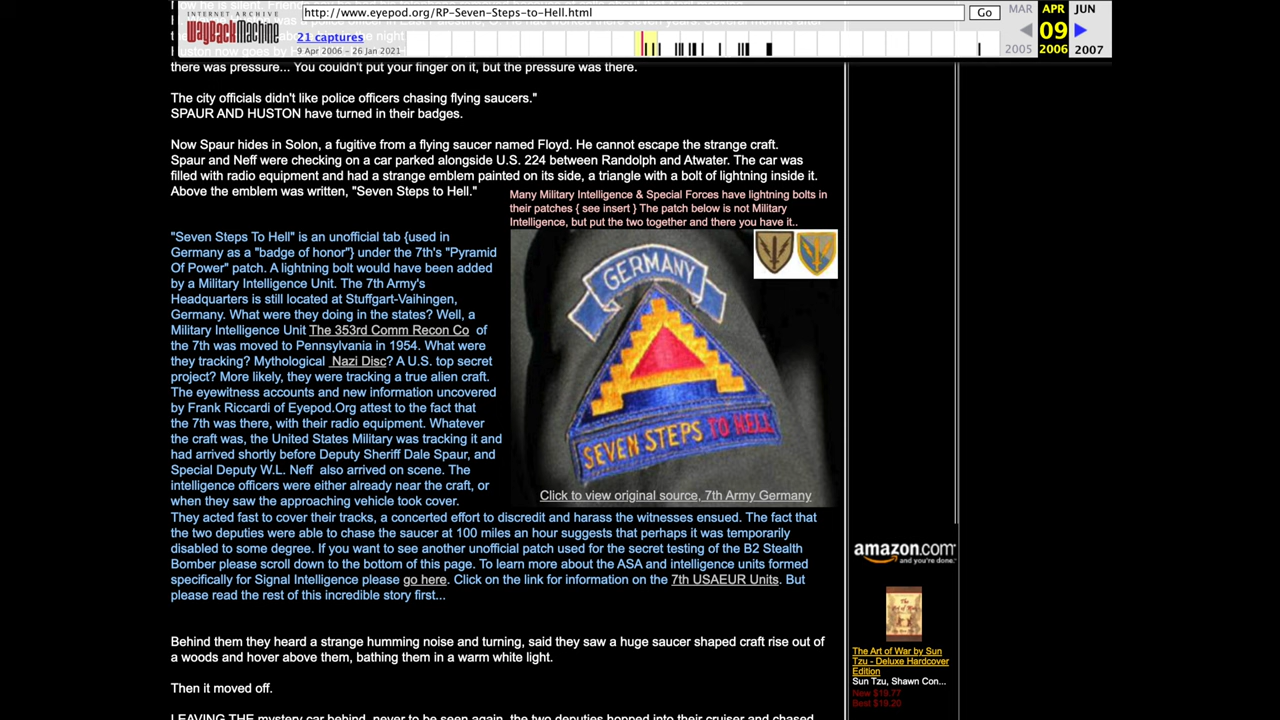 INTERNET ARCHIVE
WayBackMachine
http://www.eyepod.org/RP-Seven-Steps-to-Hell.html
Go
MAR
APR
JUN
21 captures
09
9 Apr 2006 – 26 Jan 2021
2005
2006
2007
there was pressure... You couldn't put your finger on it, but the pressure was there.
The city officials didn't like police officers chasing flying saucers."
SPAUR AND HUSTON have turned in their badges.
Now Spaur hides in Solon, a fugitive from a flying saucer named Floyd. He cannot escape the strange craft.
Spaur and Neff were checking on a car parked alongside U.S. 224 between Randolph and Atwater. The car was
filled with radio equipment and had a strange emblem painted on its side, a triangle with a bolt of lightning inside it.
Above the emblem was written, "Seven Steps to Hell."
Many Military Intelligence & Special Forces have lightning bolts in
their patches { see insert } The patch below is not Military
Intelligence, but put the two together and there you have it..
"Seven Steps To Hell" is an unofficial tab {used in
Germany as a "badge of honor"} under the 7th's "Pyramid
Of Power" patch. A lightning bolt would have been added
by a Military Intelligence Unit. The 7th Army's
Headquarters is still located at Stuffgart-Vaihingen,
Germany. What were they doing in the states? Well, a
Military Intelligence Unit The 353rd Comm Recon Co of
the 7th was moved to Pennsylvania in 1954. What were
they tracking? Mythological Nazi Disc? A U.S. top secret
project? More likely, they were tracking a true alien craft.
The eyewitness accounts and new information uncovered
by Frank Riccardi of Eyepod.Org attest to the fact that
the 7th was there, with their radio equipment. Whatever
the craft was, the United States Military was tracking it and
had arrived shortly before Deputy Sheriff Dale Spaur, and
Special Deputy W.L. Neff also arrived on scene. The
intelligence officers were either already near the craft, or
when they saw the approaching vehicle took cover.
GERMANY
SEVEN STEPS TO HELL
Click to view original source, 7th Army Germany
They acted fast to cover their tracks, a concerted effort to discredit and harass the witnesses ensued. The fact that
the two deputies were able to chase the saucer at 100 miles an hour suggests that perhaps it was temporarily
disabled to some degree. If you want to see another unofficial patch used for the secret testing of the B2 Stealth
Bomber please scroll down to the bottom of this page. To learn more about the ASA and intelligence units formed
specifically for Signal Intelligence please go here. Click on the link for information on the 7th USAEUR Units. But
please read the rest of this incredible story first...
Behind them they heard a strange humming noise and turning, said they saw a huge saucer shaped craft rise out of
a woods and hover above them, bathing them in a warm white light.
Then it moved off.
LEAVING THE mystery car behind, never to be seen again, the two deputies hopped into their cruiser and chased
amazon.com
and you're done.
The Art of War by Sun
Tzu - Deluxe Hardcover
Edition
Sun Tzu, Shawn Con...
New $19.77
Best $19.20